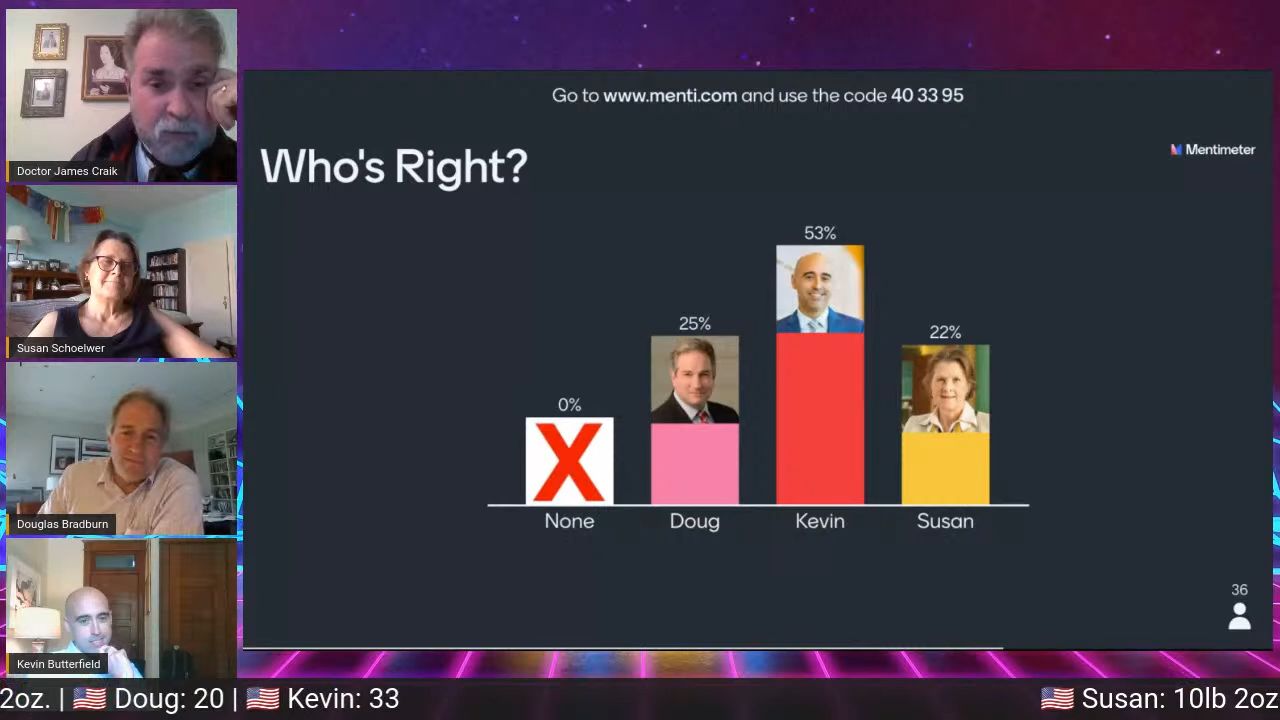 Go to www.menti.com and use the code 40 33 95
Mentimeter
Who's Right?
0%
25%
53%
22%
X
None
Doug
Kevin
Susan
36
Doctor James Craik
Susan Schoelwer
Douglas Bradburn
Kevin Butterfield
2oz. | 🇺🇸 Doug: 20 | 🇺🇸 Kevin: 33
🇺🇸 Susan: 10lb 2oz